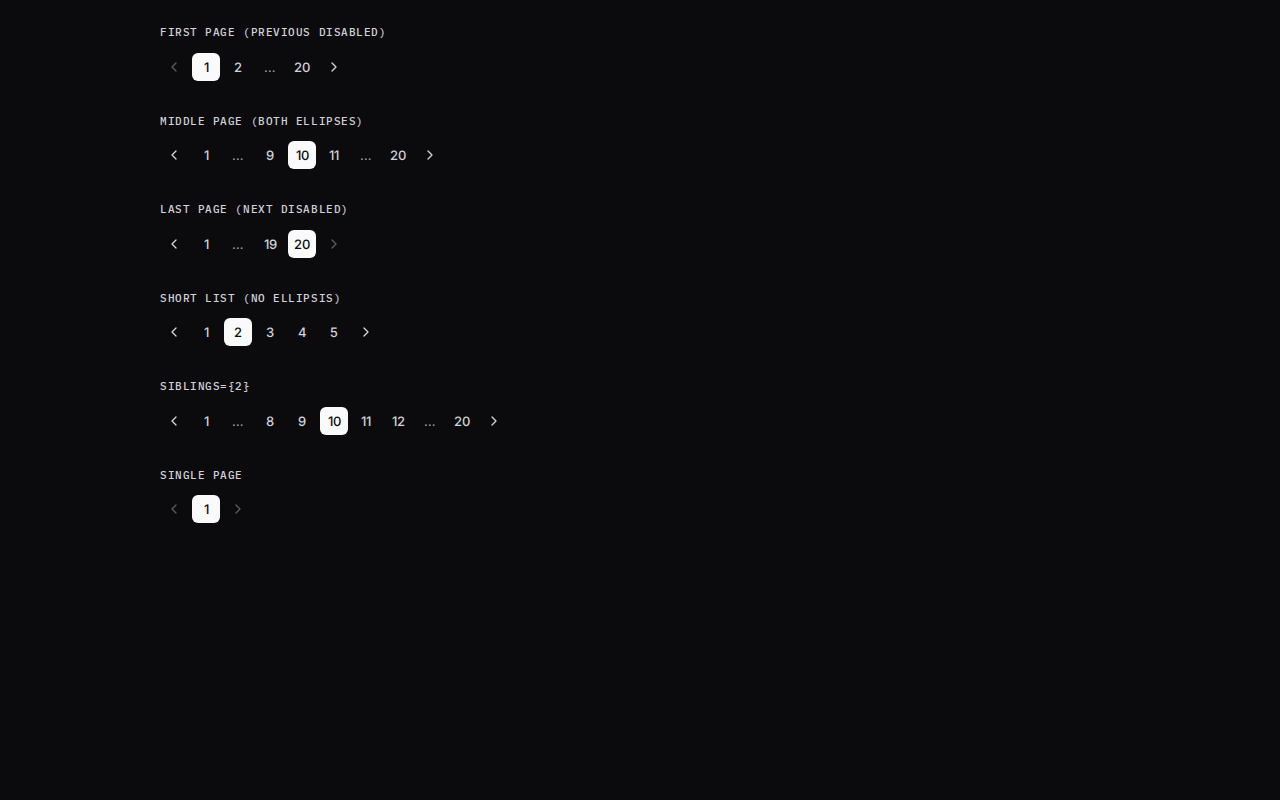 FIRST PAGE (PREVIOUS DISABLED)
1 2 … 20
MIDDLE PAGE (BOTH ELLIPSES)
1 … 9 10 11 … 20
LAST PAGE (NEXT DISABLED)
1 … 19 20
SHORT LIST (NO ELLIPSIS)
1 2 3 4 5
SIBLINGS={2}
1 … 8 9 10 11 12 … 20
SINGLE PAGE
1